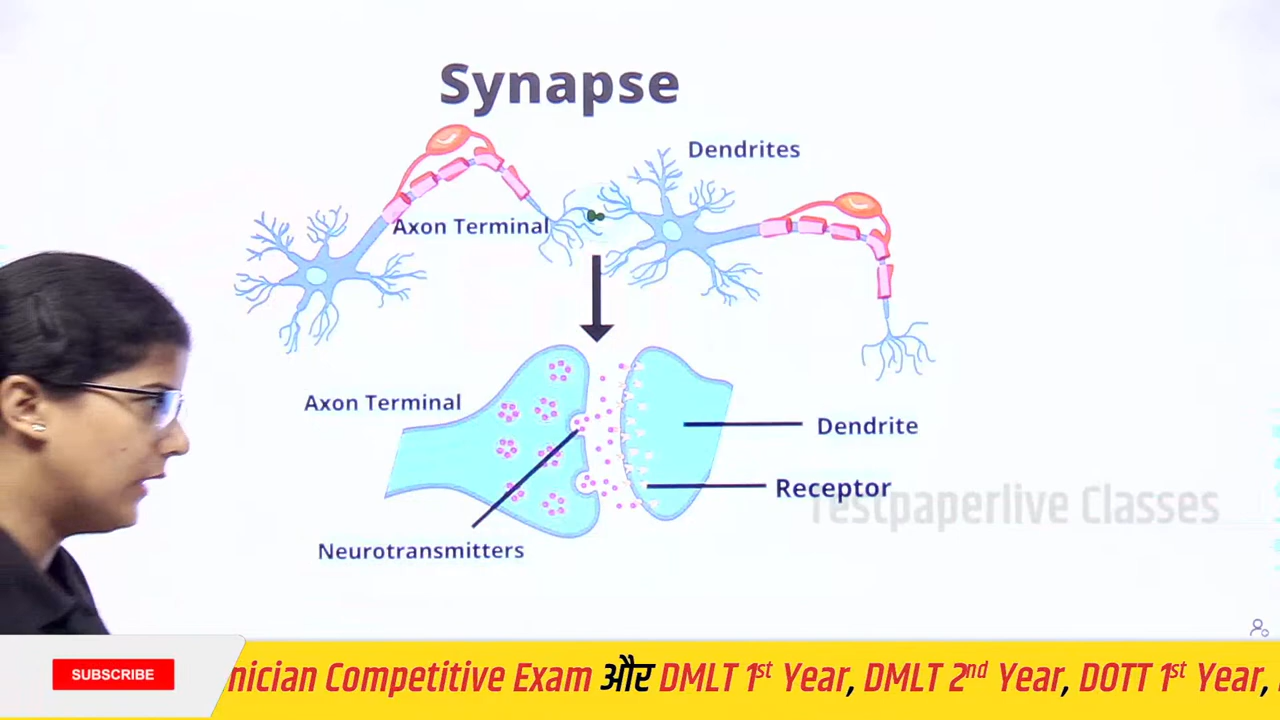 Synapse
Dendrites
Axon Terminal
Axon Terminal
Dendrite
Receptor
Testpaperlive Classes
Neurotransmitters
SUBSCRIBE
nician Competitive Exam और DMLT 1st Year, DMLT 2nd Year, DOTT 1st Year,